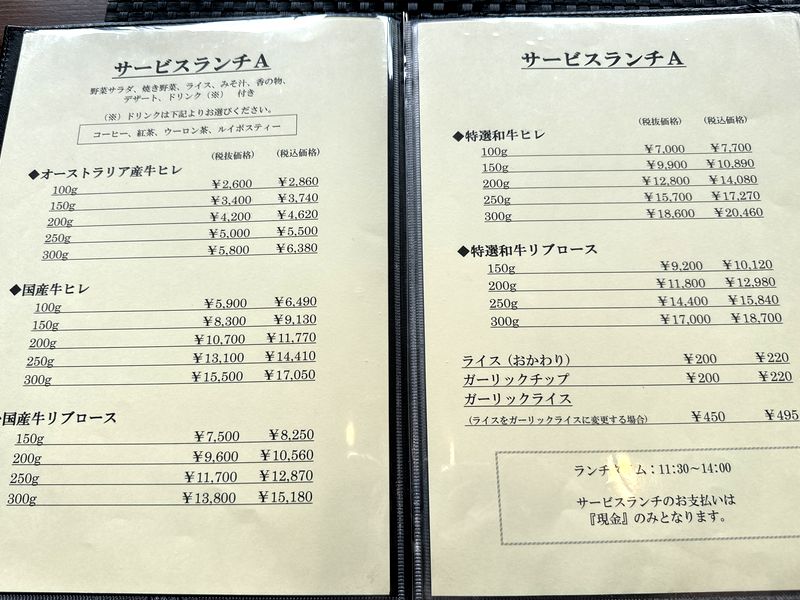 サービスランチA
野菜サラダ、焼き野菜、ライス、みそ汁、香の物、
デザート、ドリンク（※） 付き
（※）ドリンクは下記よりお選びください。
コーヒー、紅茶、ウーロン茶、ルイボスティー
（税抜価格） （税込価格）
◆オーストラリア産牛ヒレ
100g ￥2,600 ￥2,860
150g ￥3,400 ￥3,740
200g ￥4,200 ￥4,620
250g ￥5,000 ￥5,500
300g ￥5,800 ￥6,380
◆国産牛ヒレ
100g ￥5,900 ￥6,490
150g ￥8,300 ￥9,130
200g ￥10,700 ￥11,770
250g ￥13,100 ￥14,410
300g ￥15,500 ￥17,050
◆国産牛リブロース
150g ￥7,500 ￥8,250
200g ￥9,600 ￥10,560
250g ￥11,700 ￥12,870
300g ￥13,800 ￥15,180
サービスランチA
（税抜価格） （税込価格）
◆特選和牛ヒレ
100g ￥7,000 ￥7,700
150g ￥9,900 ￥10,890
200g ￥12,800 ￥14,080
250g ￥15,700 ￥17,270
300g ￥18,600 ￥20,460
◆特選和牛リブロース
150g ￥9,200 ￥10,120
200g ￥11,800 ￥12,980
250g ￥14,400 ￥15,840
300g ￥17,000 ￥18,700
ライス（おかわり） ￥200 ￥220
ガーリックチップ ￥200 ￥220
ガーリックライス
（ライスをガーリックライスに変更する場合） ￥450 ￥495
ランチタイム：11:30～14:00
サービスランチのお支払いは
『現金』のみとなります。